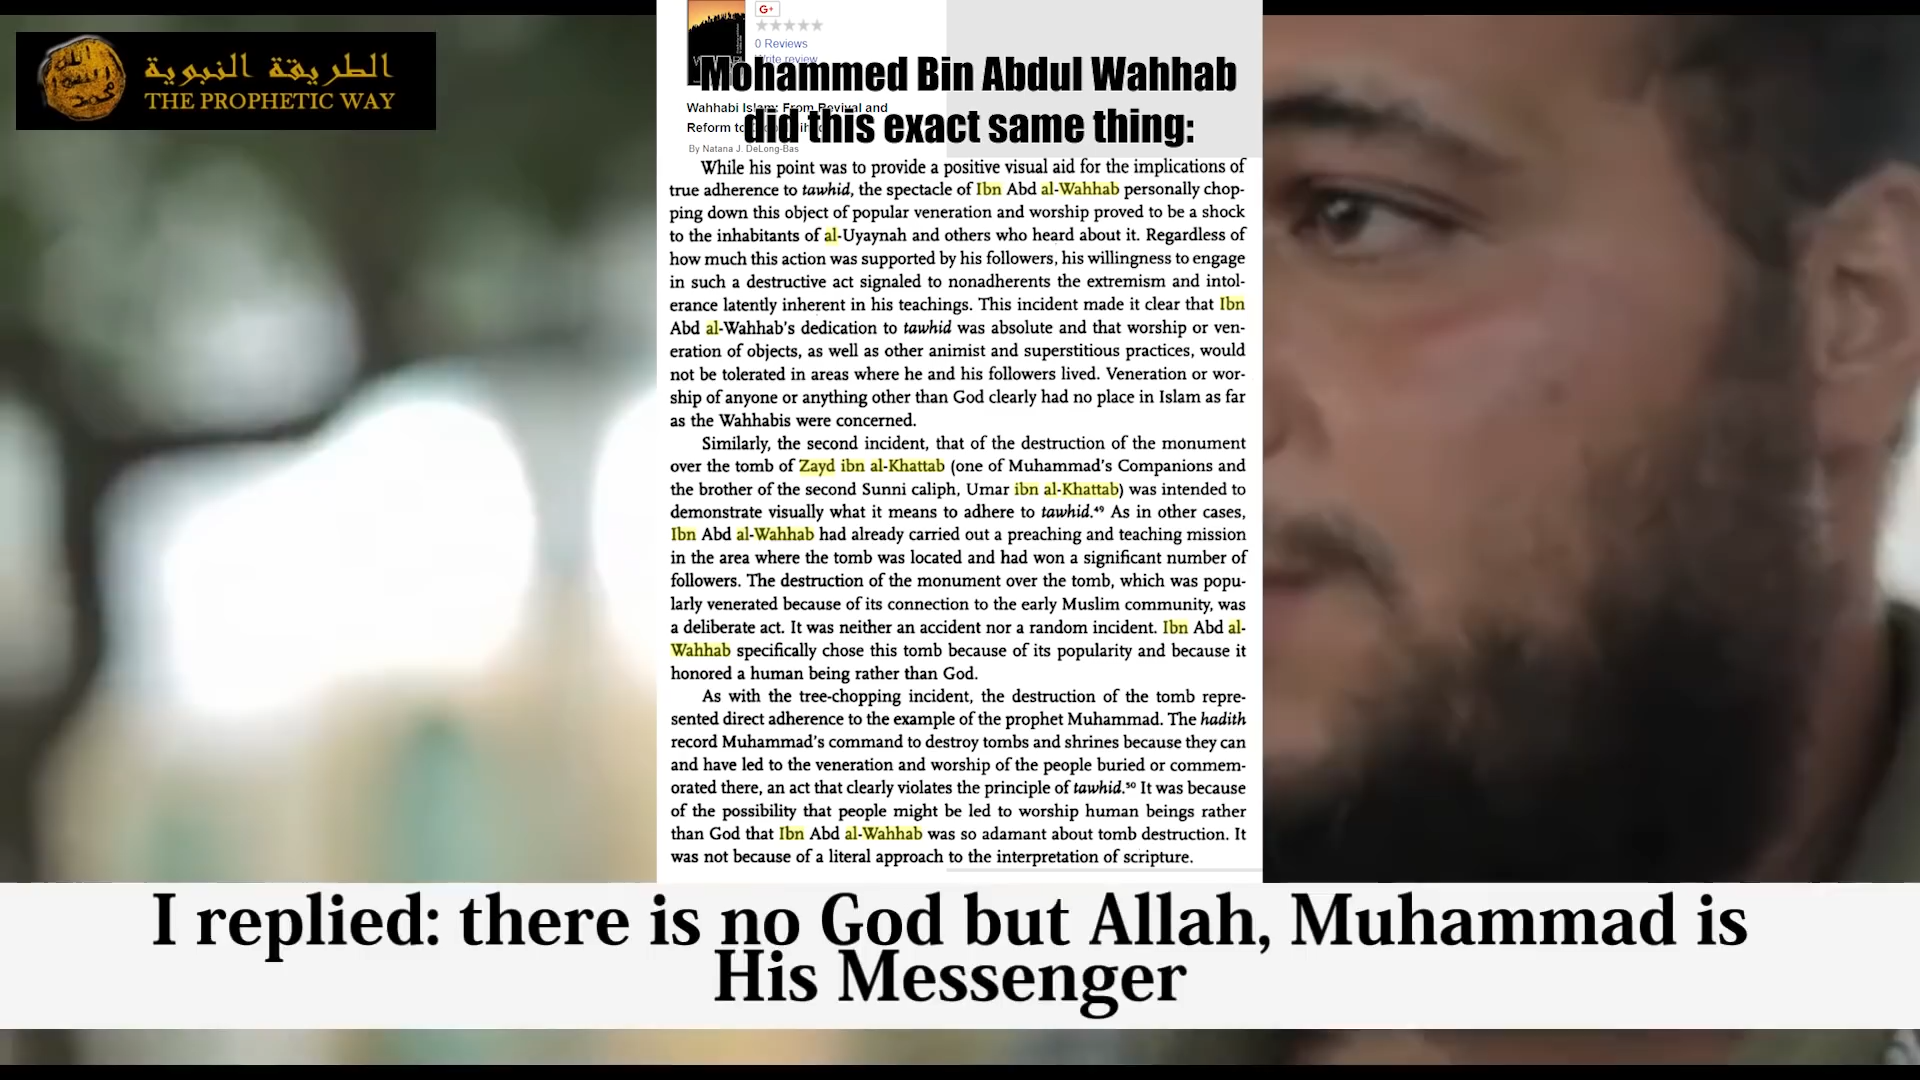 الطريقة النبوية
THE PROPHETIC WAY
G+
0 Reviews
Write review
Mohammed Bin Abdul Wahhab
did this exact same thing:
Wahhabi Islam: From Revival and
Reform to
By Natana J. DeLong-Bas
While his point was to provide a positive visual aid for the implications of
true adherence to tawhid, the spectacle of Ibn Abd al-Wahhab personally chop-
ping down this object of popular veneration and worship proved to be a shock
to the inhabitants of al-Uyaynah and others who heard about it. Regardless of
how much this action was supported by his followers, his willingness to engage
in such a destructive act signaled to nonadherents the extremism and intol-
erance latently inherent in his teachings. This incident made it clear that Ibn
Abd al-Wahhab's dedication to tawhid was absolute and that worship or ven-
eration of objects, as well as other animist and superstitious practices, would
not be tolerated in areas where he and his followers lived. Veneration or wor-
ship of anyone or anything other than God clearly had no place in Islam as far
as the Wahhabis were concerned.
Similarly, the second incident, that of the destruction of the monument
over the tomb of Zayd ibn al-Khattab (one of Muhammad's Companions and
the brother of the second Sunni caliph, Umar ibn al-Khattab) was intended to
demonstrate visually what it means to adhere to tawhid.⁴⁹ As in other cases,
Ibn Abd al-Wahhab had already carried out a preaching and teaching mission
in the area where the tomb was located and had won a significant number of
followers. The destruction of the monument over the tomb, which was popu-
larly venerated because of its connection to the early Muslim community, was
a deliberate act. It was neither an accident nor a random incident. Ibn Abd al-
Wahhab specifically chose this tomb because of its popularity and because it
honored a human being rather than God.
As with the tree-chopping incident, the destruction of the tomb repre-
sented direct adherence to the example of the prophet Muhammad. The hadith
record Muhammad's command to destroy tombs and shrines because they can
and have led to the veneration and worship of the people buried or commem-
orated there, an act that clearly violates the principle of tawhid.⁵⁰ It was because
of the possibility that people might be led to worship human beings rather
than God that Ibn Abd al-Wahhab was so adamant about tomb destruction. It
was not because of a literal approach to the interpretation of scripture.
I replied: there is no God but Allah, Muhammad is
His Messenger